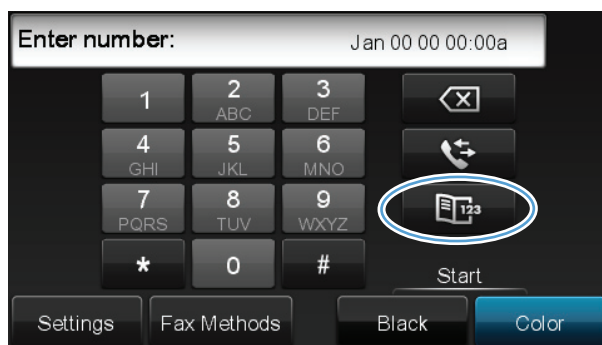 Enter number: Jan 00 00 00:00a
1 2 3
ABC DEF
4 5 6
GHI JKL MNO
7 8 9 123
PQRS TUV WXYZ
* 0 #
Start
Settings Fax Methods Black Color